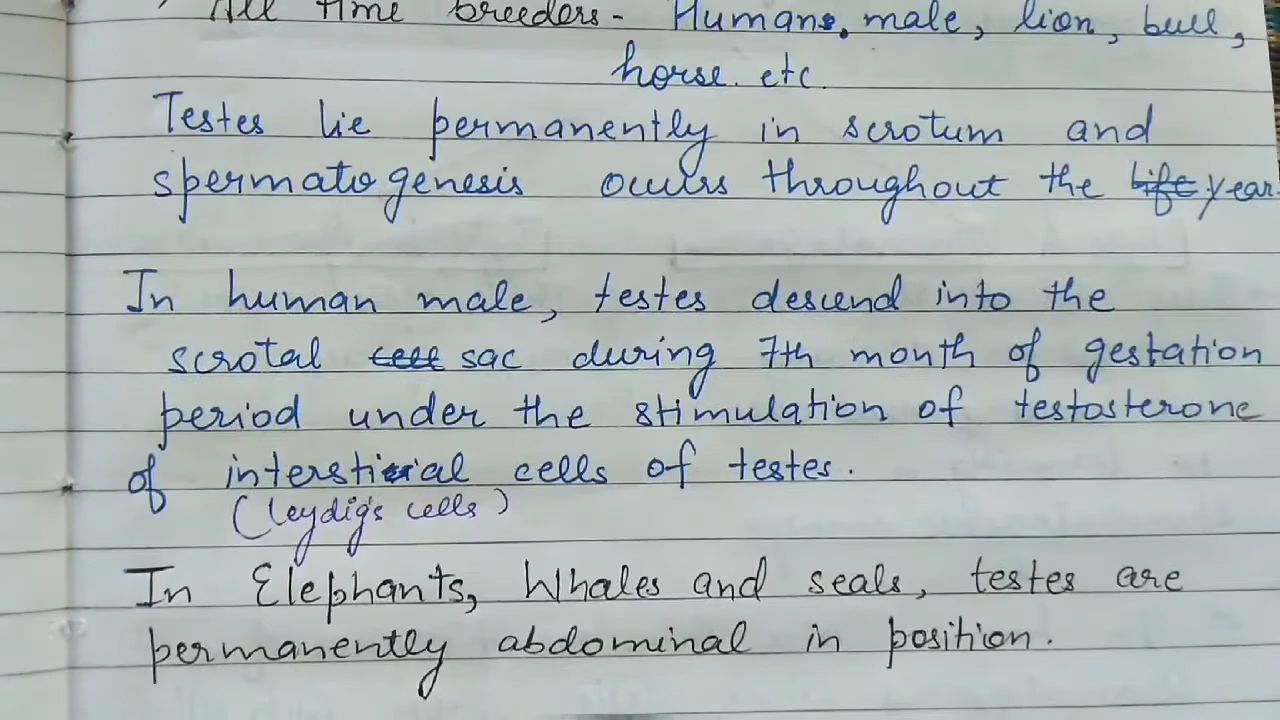 All time breeders- Humans, male, lion, bull,
horse. etc.
Testes lie permanently in scrotum and
spermatogenesis occurs throughout the life year.
In human male, testes descend into the
scrotal cell sac during 7th month of gestation
period under the stimulation of testosterone
of interstitial cells of testes.
(leydig's cells)
In Elephants, Whales and seals, testes are
permanently abdominal in position.